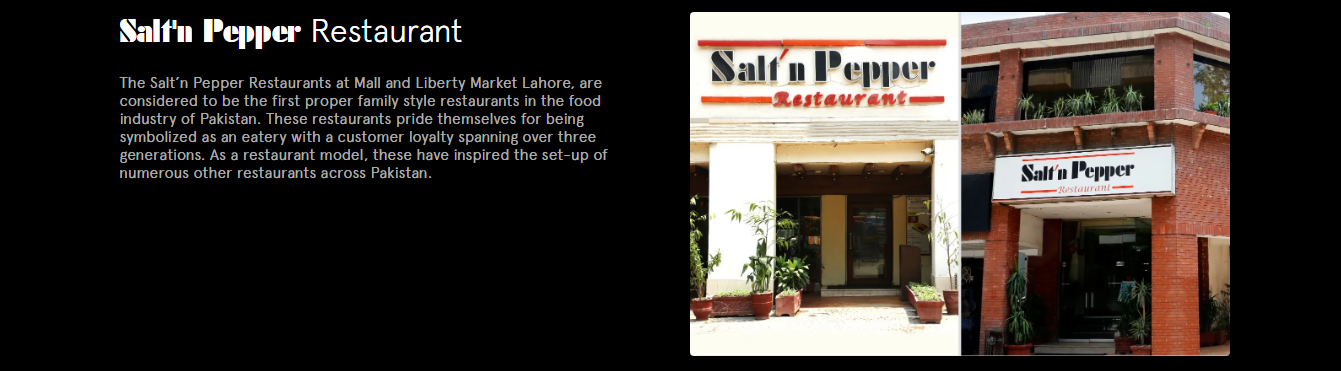 Salt'n Pepper Restaurant
The Salt’n Pepper Restaurants at Mall and Liberty Market Lahore, are
considered to be the first proper family style restaurants in the food
industry of Pakistan. These restaurants pride themselves for being
symbolized as an eatery with a customer loyalty spanning over three
generations. As a restaurant model, these have inspired the set-up of
numerous other restaurants across Pakistan.
Salt'n Pepper
Restaurant
Salt'n Pepper
Restaurant